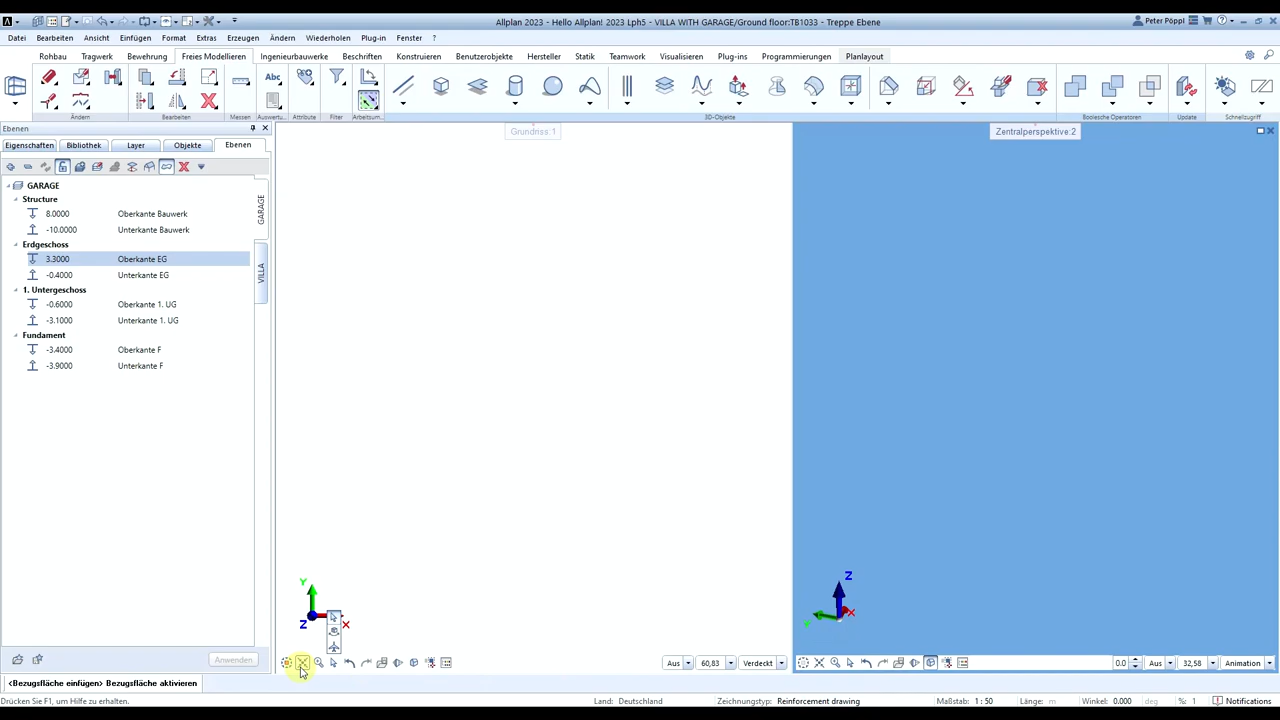 Allplan 2023 - Hello Allplan! 2023 Lph5 - VILLA WITH GARAGE/Ground floor:TB1033 - Treppe Ebene
Peter Pöppl
Datei Bearbeiten Ansicht Einfügen Format Extras Erzeugen Ändern Wiederholen Plug-in Fenster ?
Rohbau Tragwerk Bewehrung Freies Modellieren Ingenieurbauwerke Beschriften Konstruieren Benutzerobjekte Hersteller Statik Teamwork Visualisieren Plug-ins Programmierungen Planlayout
Abc
Ändern Bearbeiten Messen Auswertu... Attribute Filter Arbeitsum... 3D-Objekte Boolesche Operatoren Update Schnellzugriff
Ebenen
Grundriss:1
Zentralperspektive:2
Eigenschaften Bibliothek Layer Objekte Ebenen
GARAGE
Structure
8.0000 Oberkante Bauwerk
-10.0000 Unterkante Bauwerk
Erdgeschoss
3.3000 Oberkante EG
-0.4000 Unterkante EG
1. Untergeschoss
-0.6000 Oberkante 1. UG
-3.1000 Unterkante 1. UG
Fundament
-3.4000 Oberkante F
-3.9000 Unterkante F
GARAGE
VILLA
Y
Z
X
Z
Y
X
Anwenden
Aus 60,83 Verdeckt
0.0 Aus 32,58 Animation
<Bezugsfläche einfügen> Bezugsfläche aktivieren
Drücken Sie F1, um Hilfe zu erhalten.
Land: Deutschland
Zeichnungstyp: Reinforcement drawing
Maßstab: 1 : 50
Länge: m
Winkel: 0.000 deg
%: 1
Notifications